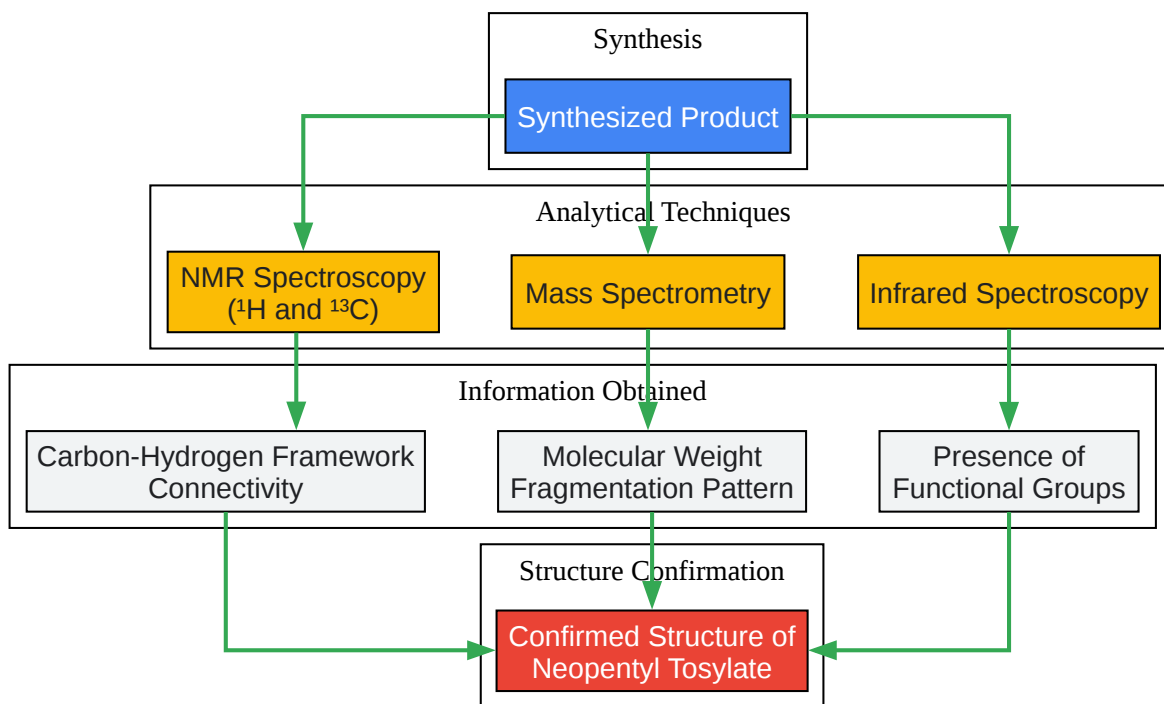 Synthesis
Synthesized Product
Analytical Techniques
NMR Spectroscopy
(¹H and ¹³C)
Mass Spectrometry
Infrared Spectroscopy
Information Obtained
Carbon-Hydrogen Framework
Connectivity
Molecular Weight
Fragmentation Pattern
Presence of
Functional Groups
Structure Confirmation
Confirmed Structure of
Neopentyl Tosylate